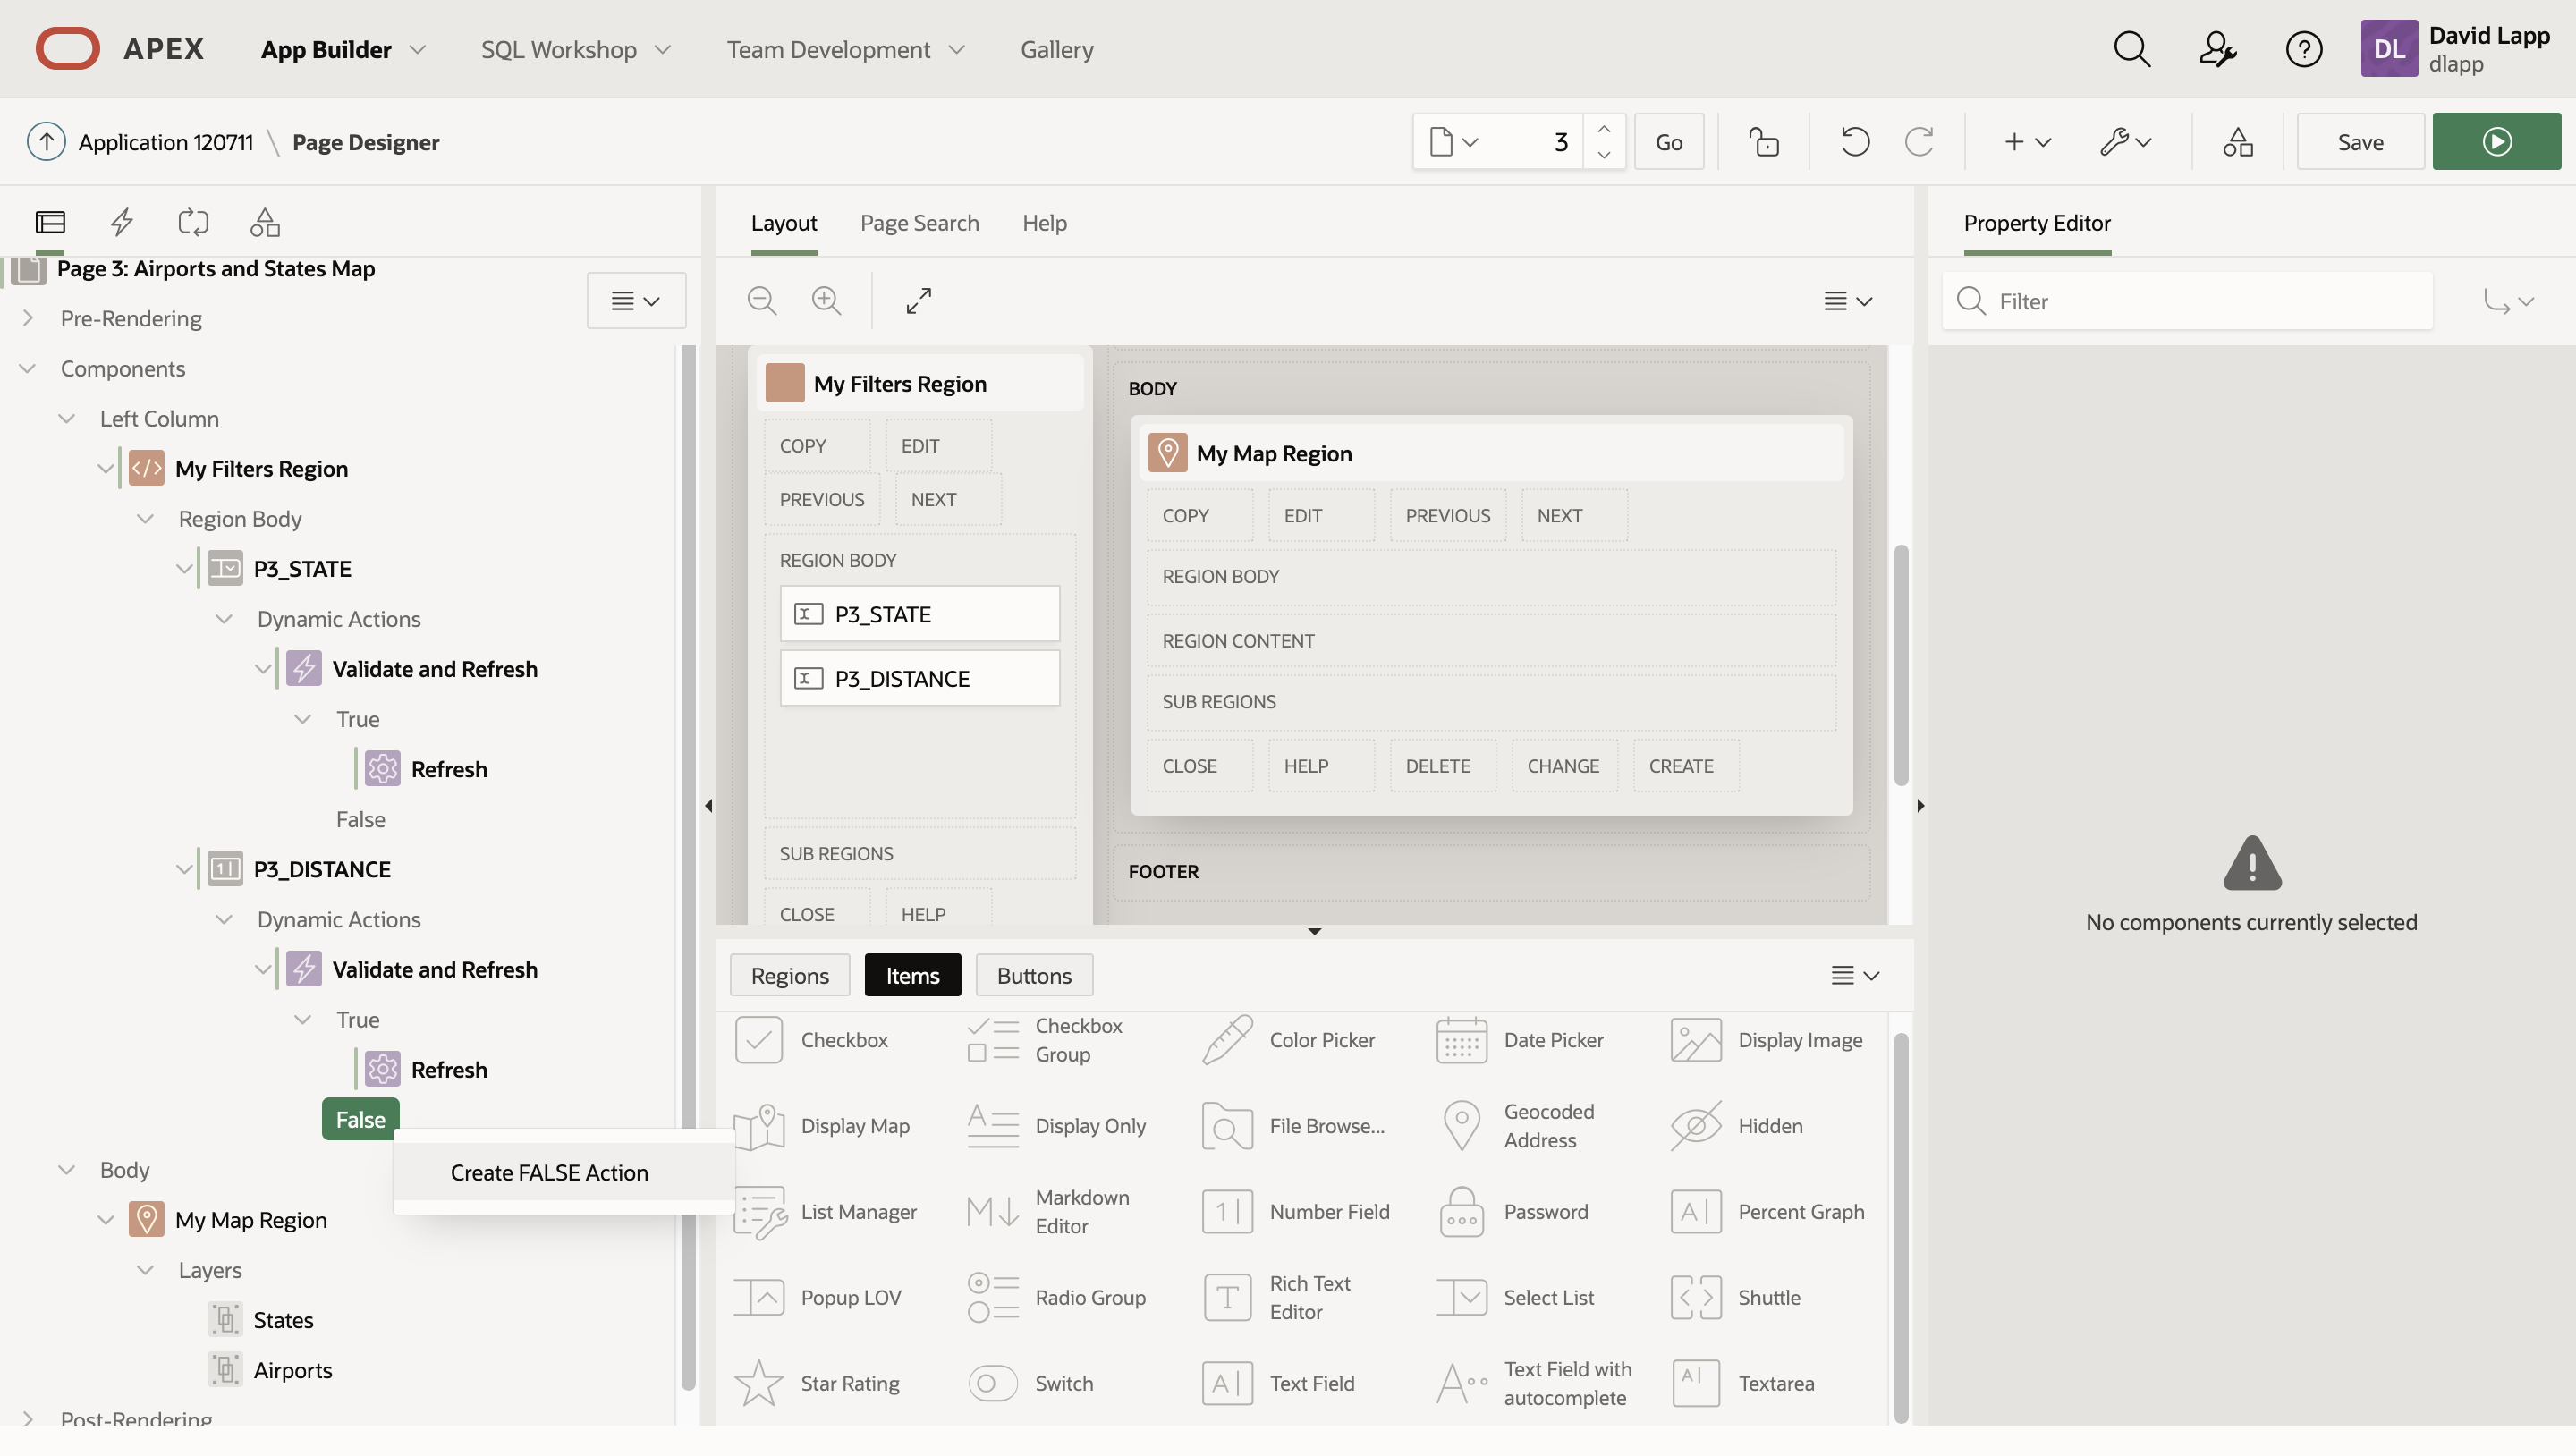 APEX
App Builder
SQL Workshop
Team Development
Gallery
DL
David Lapp
dlapp
Application 120711 \ Page Designer
3
Go
Save
Page 3: Airports and States Map
Pre-Rendering
Components
Left Column
My Filters Region
Region Body
P3_STATE
Dynamic Actions
Validate and Refresh
True
Refresh
False
P3_DISTANCE
Dynamic Actions
Validate and Refresh
True
Refresh
False
Create FALSE Action
Body
My Map Region
Layers
States
Airports
Post-Rendering
Layout
Page Search
Help
My Filters Region
COPY
EDIT
PREVIOUS
NEXT
REGION BODY
P3_STATE
P3_DISTANCE
SUB REGIONS
CLOSE
HELP
BODY
My Map Region
COPY
EDIT
PREVIOUS
NEXT
REGION BODY
REGION CONTENT
SUB REGIONS
CLOSE
HELP
DELETE
CHANGE
CREATE
FOOTER
Regions
Items
Buttons
Checkbox
Checkbox
Group
Color Picker
Date Picker
Display Image
Display Map
Display Only
File Browse...
Geocoded
Address
Hidden
List Manager
Markdown
Editor
Number Field
Password
Percent Graph
Popup LOV
Radio Group
Rich Text
Editor
Select List
Shuttle
Star Rating
Switch
Text Field
Text Field with
autocomplete
Textarea
Property Editor
Filter
No components currently selected